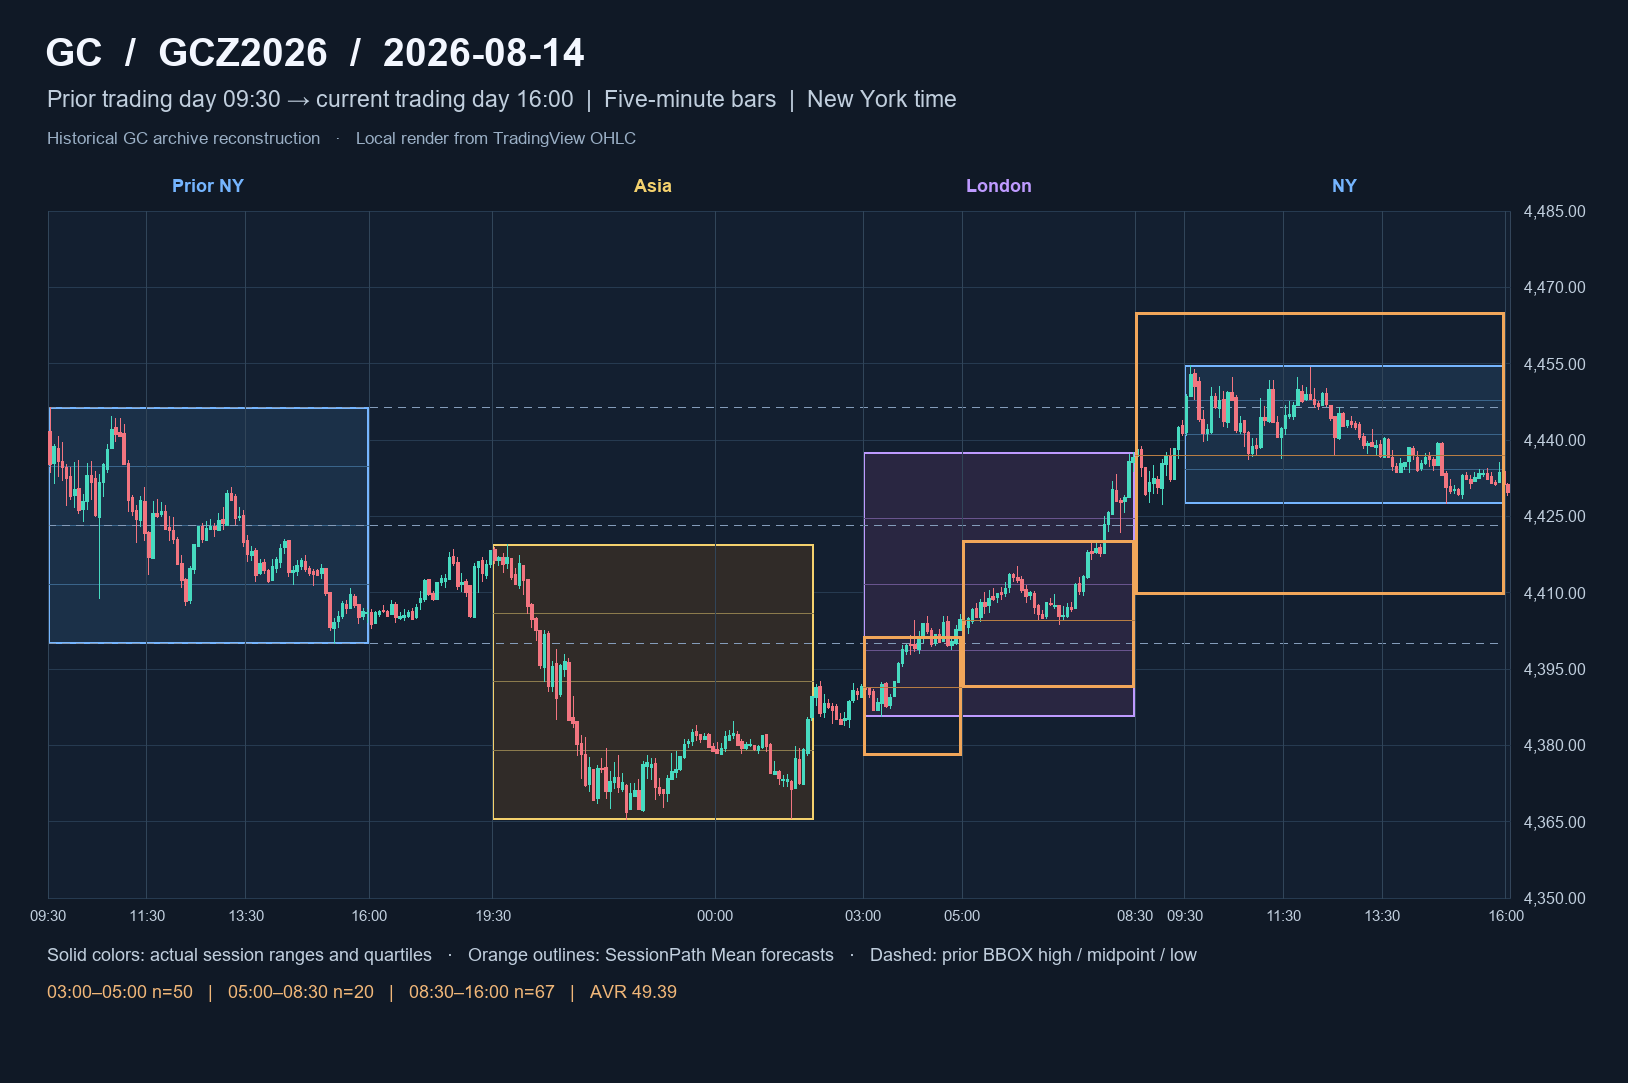 GC / GCZ2026 / 2026-08-14
Prior trading day 09:30 → current trading day 16:00 | Five-minute bars | New York time
Historical GC archive reconstruction · Local render from TradingView OHLC
Prior NY Asia London NY
4,485.00
4,470.00
4,455.00
4,440.00
4,425.00
4,410.00
4,395.00
4,380.00
4,365.00
4,350.00
09:30 11:30 13:30 16:00 19:30 00:00 03:00 05:00 08:30 09:30 11:30 13:30 16:00
Solid colors: actual session ranges and quartiles · Orange outlines: SessionPath Mean forecasts · Dashed: prior BBOX high / midpoint / low
03:00–05:00 n=50 | 05:00–08:30 n=20 | 08:30–16:00 n=67 | AVR 49.39